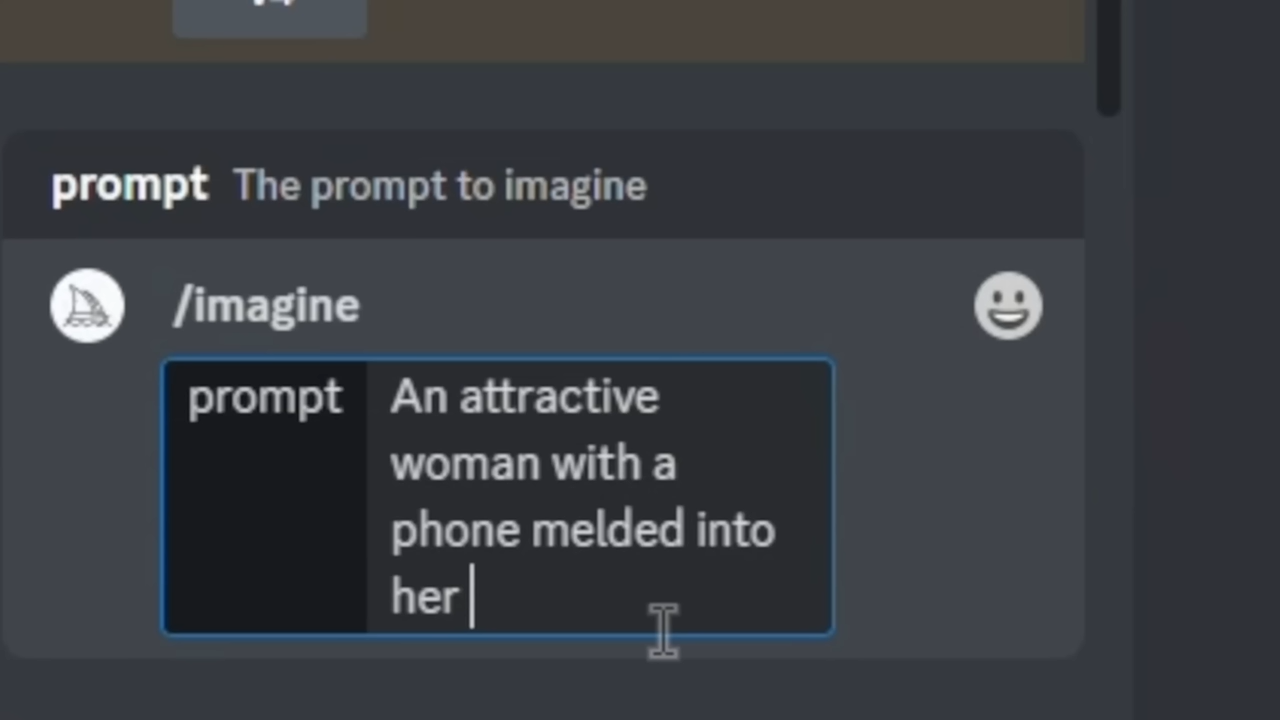 prompt The prompt to imagine
/imagine
prompt An attractive
woman with a
phone melded into
her